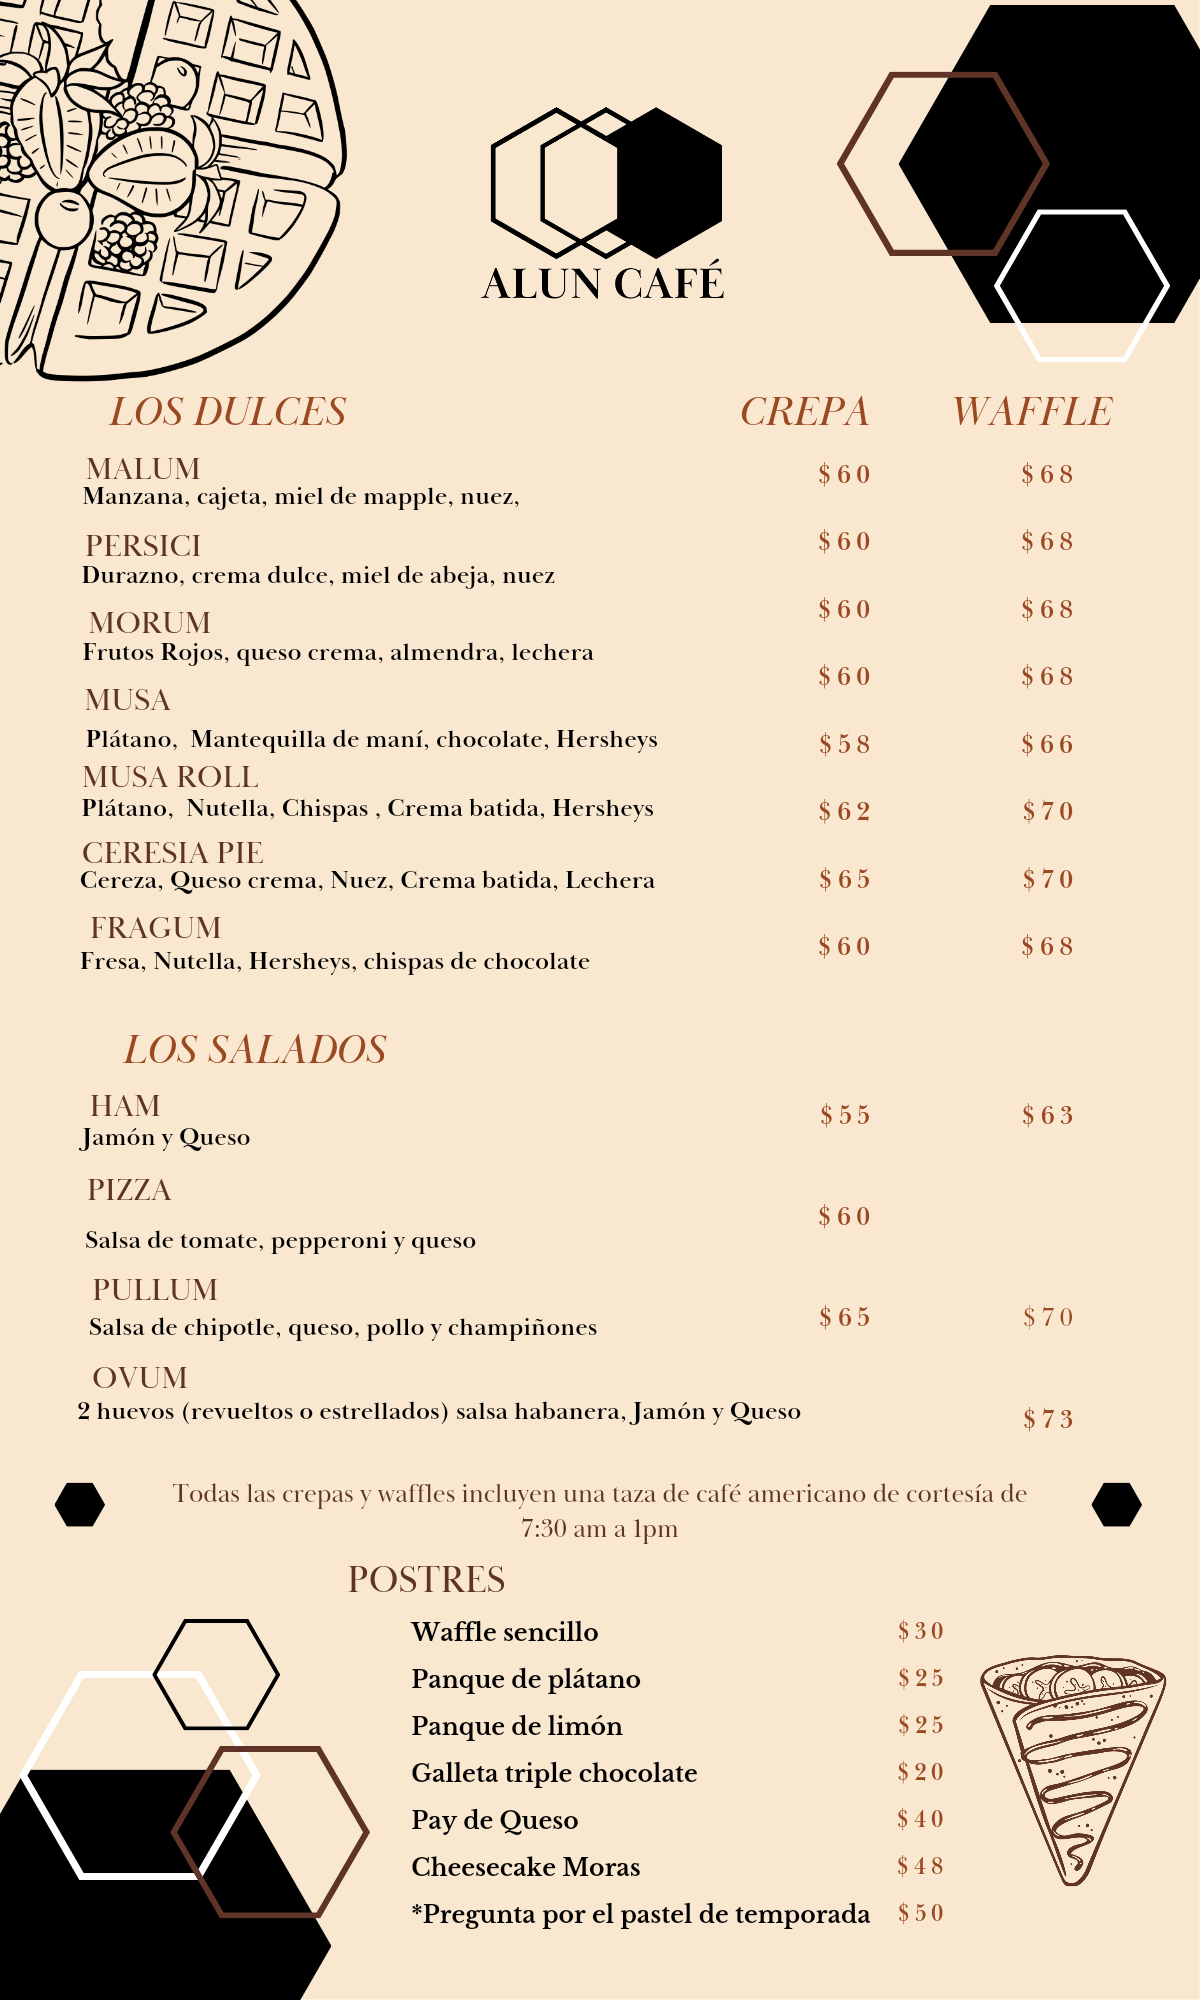 ALUN CAFÉ
LOS DULCES CREPA WAFFLE
MALUM $60 $68
Manzana, cajeta, miel de mapple, nuez,
PERSICI $60 $68
Durazno, crema dulce, miel de abeja, nuez
MORUM $60 $68
Frutos Rojos, queso crema, almendra, lechera
$60 $68
MUSA
Plátano, Mantequilla de maní, chocolate, Hersheys $58 $66
MUSA ROLL
Plátano, Nutella, Chispas , Crema batida, Hersheys $62 $70
CERESIA PIE
Cereza, Queso crema, Nuez, Crema batida, Lechera $65 $70
FRAGUM
$60 $68
Fresa, Nutella, Hersheys, chispas de chocolate
LOS SALADOS
HAM $55 $63
Jamón y Queso
PIZZA
$60
Salsa de tomate, pepperoni y queso
PULLUM
Salsa de chipotle, queso, pollo y champiñones $65 $70
OVUM
2 huevos (revueltos o estrellados) salsa habanera, Jamón y Queso $73
Todas las crepas y waffles incluyen una taza de café americano de cortesía de
7:30 am a 1pm
POSTRES
Waffle sencillo $30
Panque de plátano $25
Panque de limón $25
Galleta triple chocolate $20
Pay de Queso $40
Cheesecake Moras $48
*Pregunta por el pastel de temporada $50